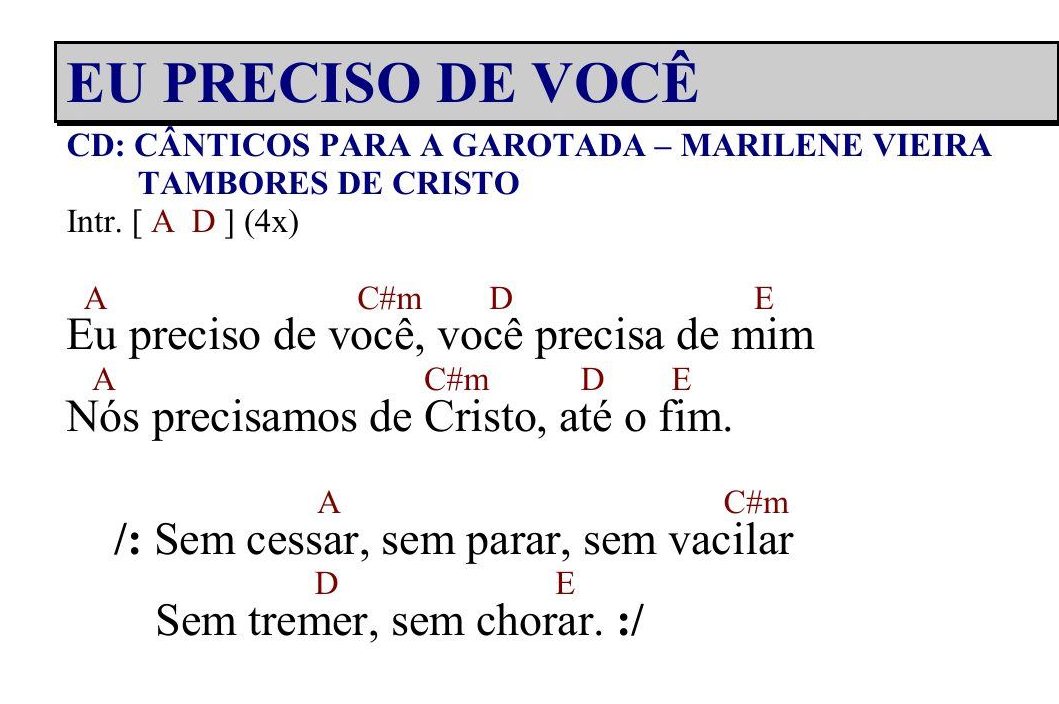 EU PRECISO DE VOCÊ
CD: CÂNTICOS PARA A GAROTADA – MARILENE VIEIRA
TAMBORES DE CRISTO
Intr. [ A D ] (4x)
A C#m D E
Eu preciso de você, você precisa de mim
A C#m D E
Nós precisamos de Cristo, até o fim.
A C#m
/: Sem cessar, sem parar, sem vacilar
D E
Sem tremer, sem chorar. :/